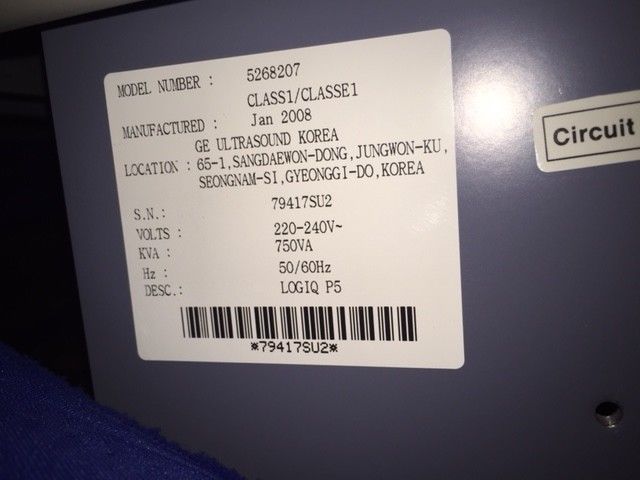 MODEL NUMBER : 5268207
CLASS1/CLASSE1
MANUFACTURED : Jan 2008
GE ULTRASOUND KOREA
LOCATION : 65-1,SANGDAEWON-DONG,JUNGWON-KU,
SEONGNAM-SI,GYEONGGI-DO,KOREA
S.N.: 79417SU2
VOLTS : 220-240V~
KVA : 750VA
Hz : 50/60Hz
DESC.: LOGIQ P5
*79417SU2*
Circuit